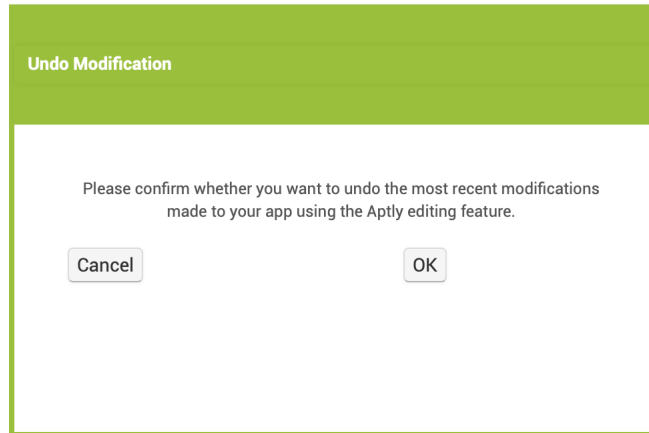 Undo Modification
Please confirm whether you want to undo the most recent modifications
made to your app using the Aptly editing feature.
Cancel
OK